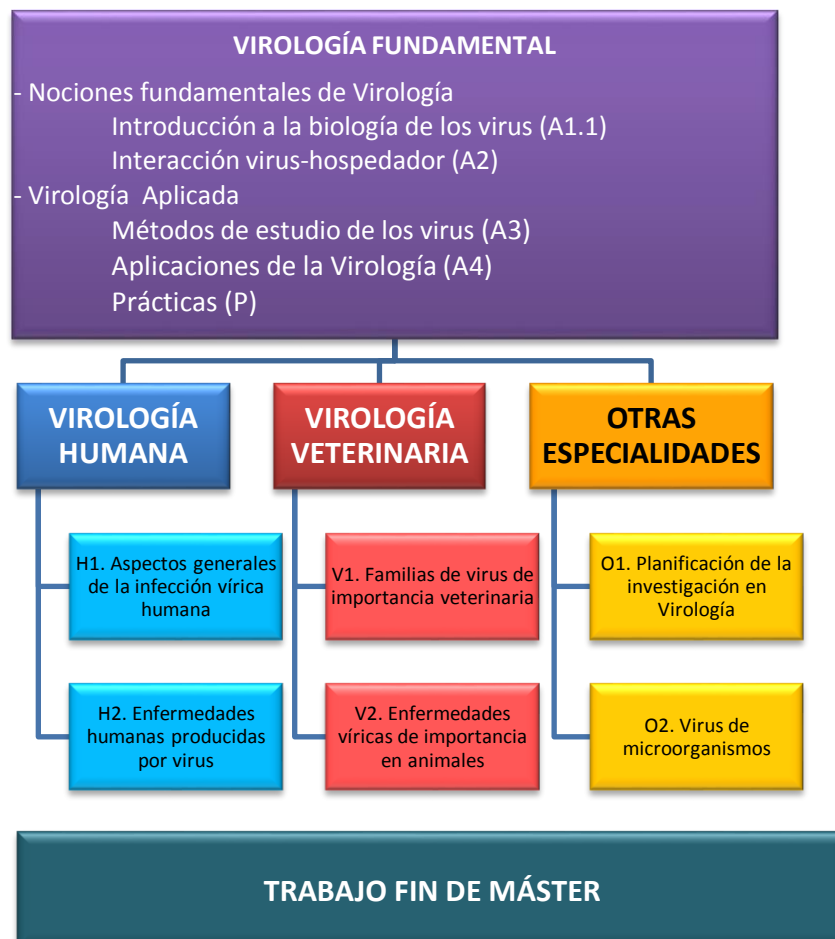 VIROLOGÍA FUNDAMENTAL
- Nociones fundamentales de Virología
Introducción a la biología de los virus (A1.1)
Interacción virus-hospedador (A2)
- Virología  Aplicada
Métodos de estudio de los virus (A3)
Aplicaciones de la Virología (A4)
Prácticas (P)
VIROLOGÍA
HUMANA
VIROLOGÍA
VETERINARIA
OTRAS
ESPECIALIDADES
H1. Aspectos generales
de la infección vírica
humana
V1. Familias de virus de
importancia veterinaria
O1. Planificación de la
investigación en
Virología
H2. Enfermedades
humanas producidas
por virus
V2. Enfermedades
víricas de importancia
en animales
O2. Virus de
microorganismos
TRABAJO FIN DE MÁSTER